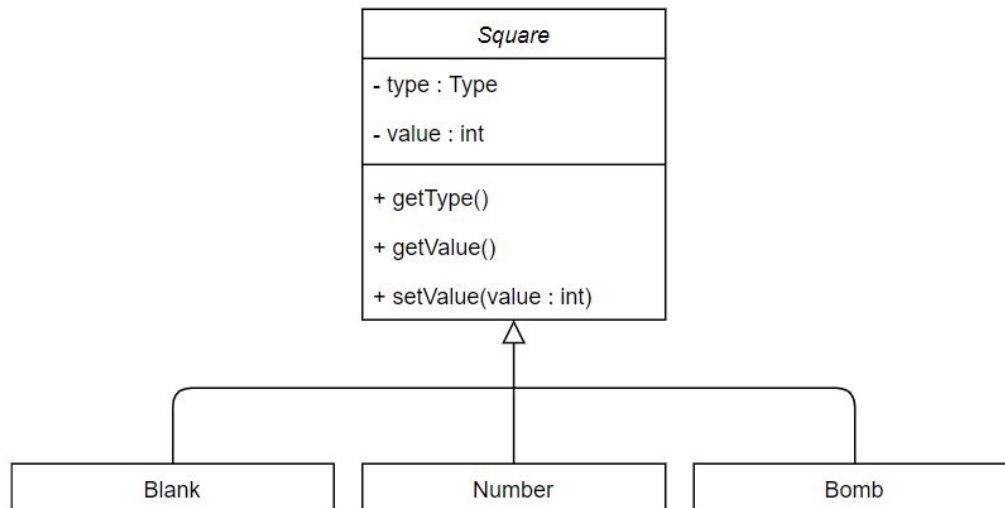 Square
- type : Type
- value : int
+ getType()
+ getValue()
+ setValue(value : int)
Blank
Number
Bomb